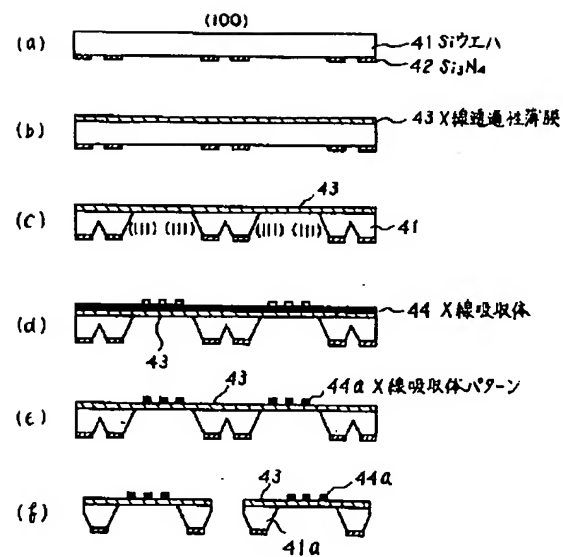 (100)
(a)
41 Siウエハ
42 Si3N4
(b)
43 X線透過性薄膜
(c)
43
(111) (111)
(111) (111)
41
(d)
44 X線吸収体
43
(e)
43
44a X線吸収体パターン
(f)
43
44a
41a